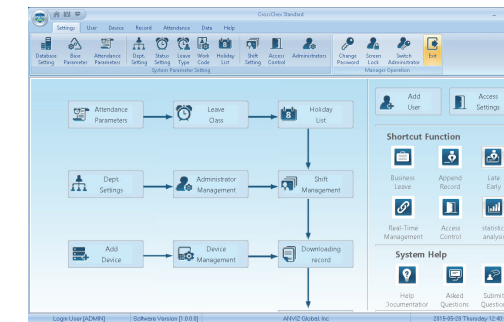 CrossChex Standard
Settings User Device Record Attendance Data Help
Database Setting
Base Parameter
Attendance Parameters
Dept. Setting
Status Setting
Leave Type
Work Code
Holiday List
Shift Setting
Access Control
Administrators
Change Password
Screen Lock
Switch Administrator
Exit
System Parameter Setting
Manager Operation
Attendance Parameters
Leave Class
Holiday List
Add User
Access Settings
Shortcut Function
Business Leave
Append Record
Late Early
Dept. Settings
Administrator Management
Shift Management
Real-Time Management
Access Control
statistic analysis
System Help
Add Device
Device Management
Downloading record
Help Documentation
Asked Questions
Submit Question
Login User [ADMIN]
Software Version [1.0.0.0]
ANVIZ Global Inc.
2015-05-28 Thursday 12:40